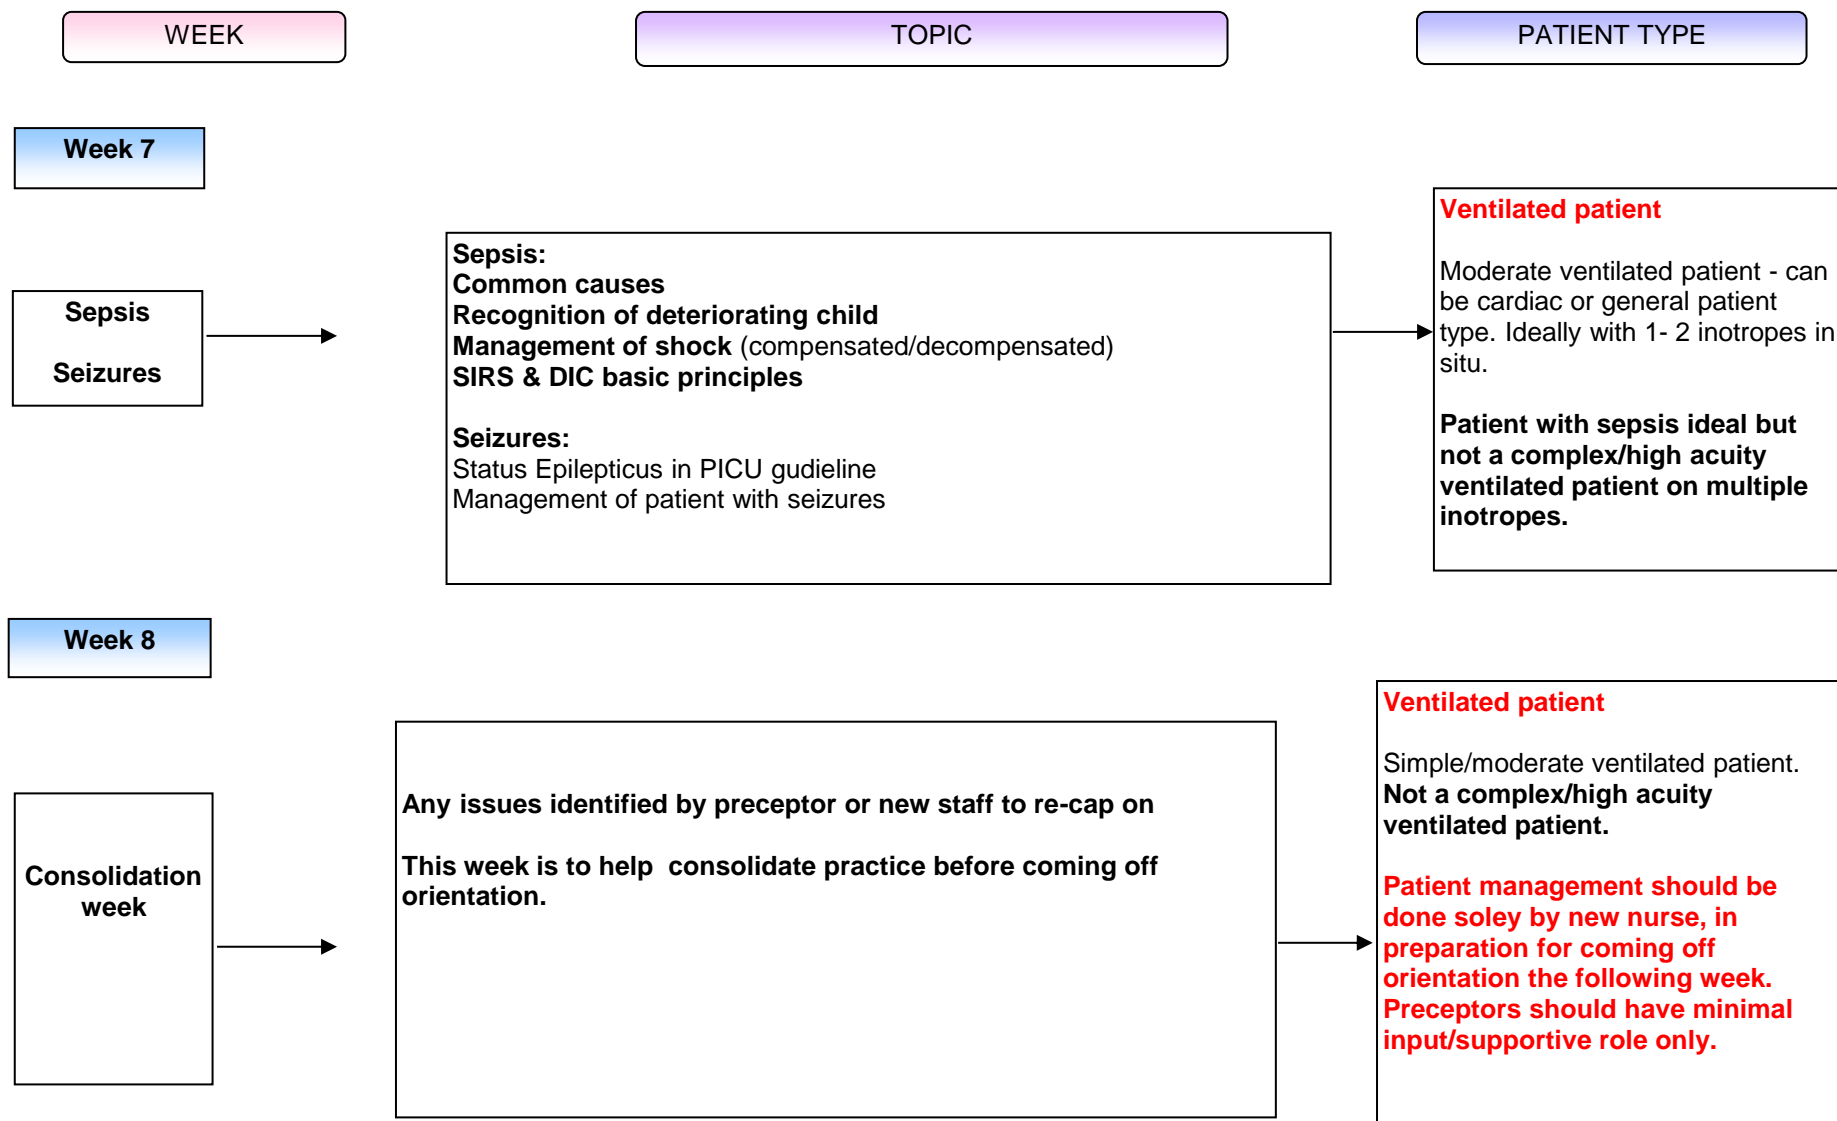 WEEK
TOPIC
PATIENT TYPE
Week 7
Sepsis
Seizures
Sepsis:
Common causes
Recognition of deteriorating child
Management of shock (compensated/decompensated)
SIRS & DIC basic principles
Seizures:
Status Epilepticus in PICU gudieline
Management of patient with seizures
Ventilated patient
Moderate ventilated patient - can
be cardiac or general patient
type. Ideally with 1- 2 inotropes in
situ.
Patient with sepsis ideal but
not a complex/high acuity
ventilated patient on multiple
inotropes.
Week 8
Consolidation
week
Any issues identified by preceptor or new staff to re-cap on
This week is to help  consolidate practice before coming off
orientation.
Ventilated patient
Simple/moderate ventilated patient.
Not a complex/high acuity
ventilated patient.
Patient management should be
done soley by new nurse, in
preparation for coming off
orientation the following week.
Preceptors should have minimal
input/supportive role only.